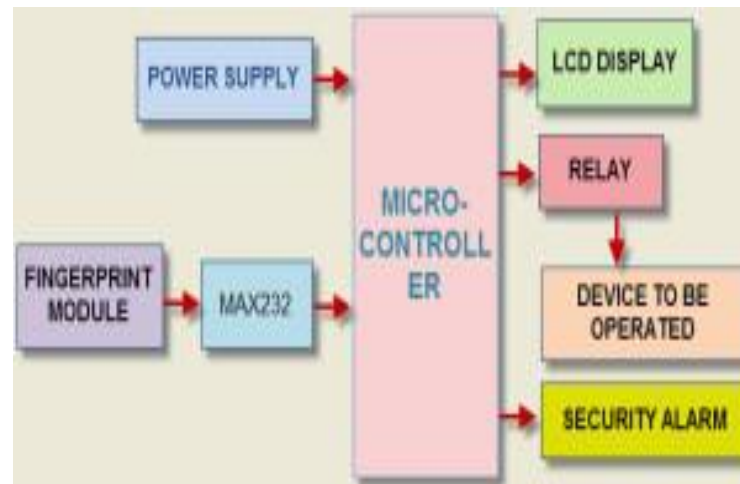 POWER SUPPLY
FINGERPRINT
MODULE
MAX232
MICRO-
CONTROLL
ER
LCD DISPLAY
RELAY
DEVICE TO BE
OPERATED
SECURITY ALARM